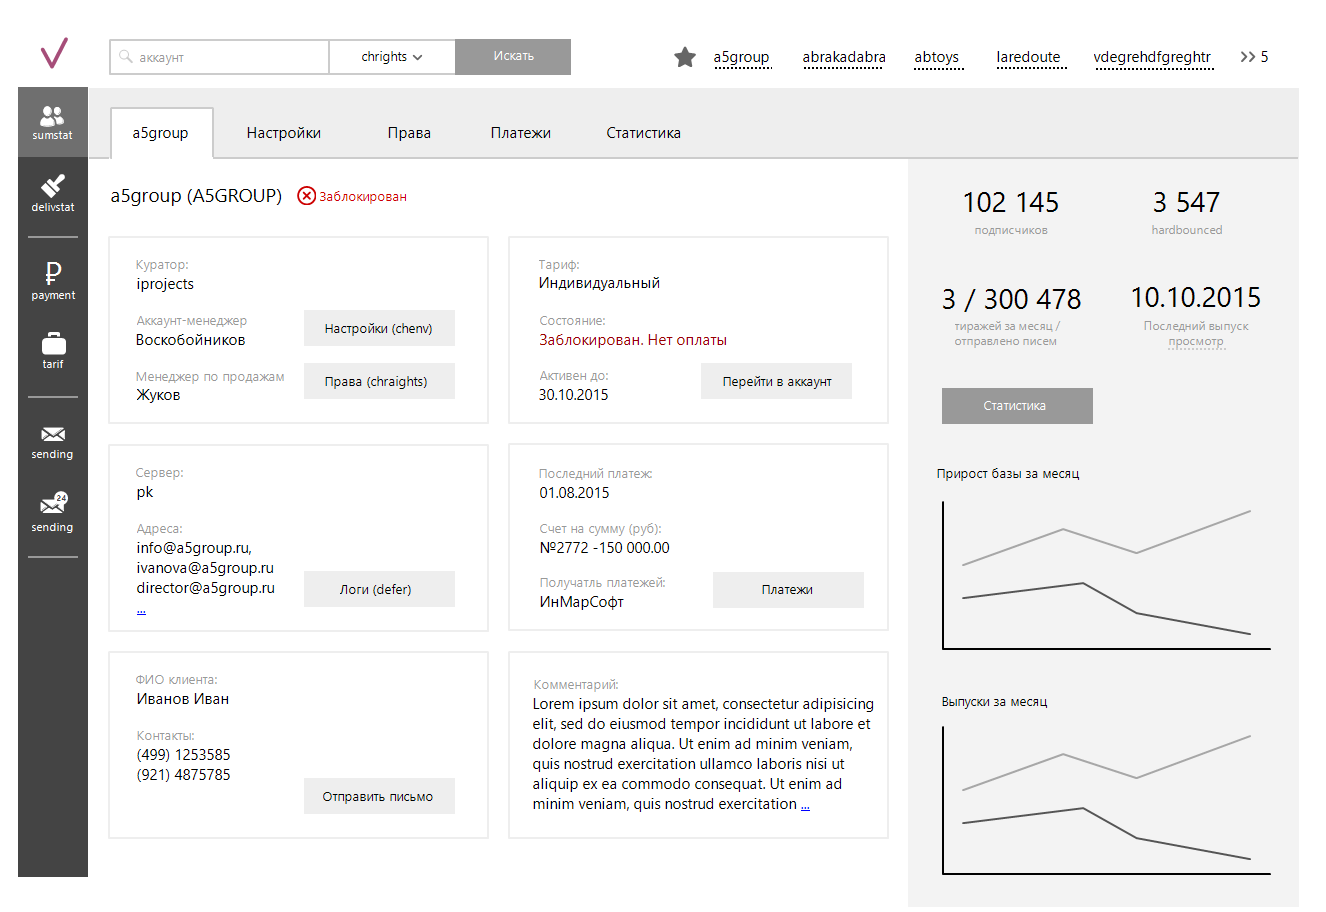 аккаунт
chrights
Искать
a5group
abrakadabra
abtoys
laredoute
vdegrehdfgreghtr
>> 5
sumstat
delivstat
₽
payment
tarif
sending
24
sending
a5group
Настройки
Права
Платежи
Статистика
a5group (A5GROUP)
Заблокирован
Куратор:
iprojects
Аккаунт-менеджер
Воскобойников
Настройки (chenv)
Менеджер по продажам
Жуков
Права (chraights)
Тариф:
Индивидуальный
Состояние:
Заблокирован. Нет оплаты
Активен до:
30.10.2015
Перейти в аккаунт
Сервер:
pk
Адреса:
info@a5group.ru,
ivanova@a5group.ru
director@a5group.ru
...
Логи (defer)
Последний платеж:
01.08.2015
Счет на сумму (руб):
№2772 -150 000.00
Получатль платежей:
ИнМарСофт
Платежи
ФИО клиента:
Иванов Иван
Контакты:
(499) 1253585
(921) 4875785
Отправить письмо
Комментарий:
Lorem ipsum dolor sit amet, consectetur adipisicing
elit, sed do eiusmod tempor incididunt ut labore et
dolore magna aliqua. Ut enim ad minim veniam,
quis nostrud exercitation ullamco laboris nisi ut
aliquip ex ea commodo consequat. Ut enim ad
minim veniam, quis nostrud exercitation ...
102 145
подписчиков
3 547
hardbounced
3 / 300 478
тиражей за месяц /
отправлено писем
10.10.2015
Последний выпуск
просмотр
Статистика
Прирост базы за месяц
Выпуски за месяц